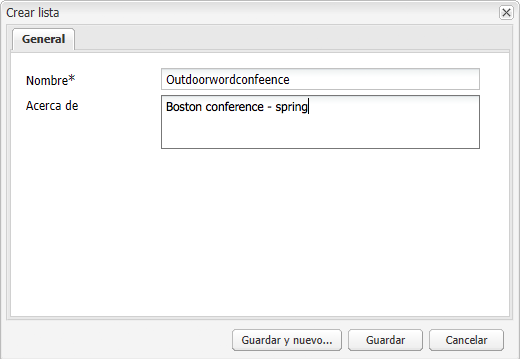 Crear lista
General
Nombre*
Outdoorwordconfeence
Acerca de
Boston conference - spring
Guardar y nuevo...
Guardar
Cancelar